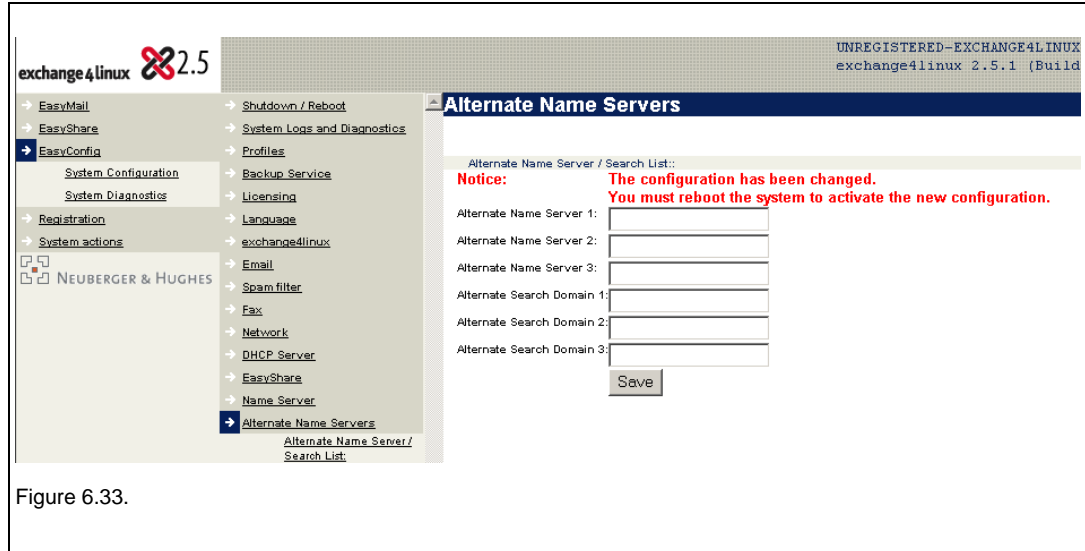 exchange4linux 2.5
UNREGISTERED-EXCHANGE4LINUX
exchange4linux 2.5.1 (Build
EasyMail
EasyShare
EasyConfig
System Configuration
System Diagnostics
Registration
System actions
NEUBERGER & HUGHES
Shutdown / Reboot
System Logs and Diagnostics
Profiles
Backup Service
Licensing
Language
exchange4linux
Email
Spam filter
Fax
Network
DHCP Server
EasyShare
Name Server
Alternate Name Servers
Alternate Name Server /
Search List:
Alternate Name Servers
Alternate Name Server / Search List::
Notice: The configuration has been changed.
You must reboot the system to activate the new configuration.
Alternate Name Server 1:
Alternate Name Server 2:
Alternate Name Server 3:
Alternate Search Domain 1:
Alternate Search Domain 2:
Alternate Search Domain 3:
Save
Figure 6.33.